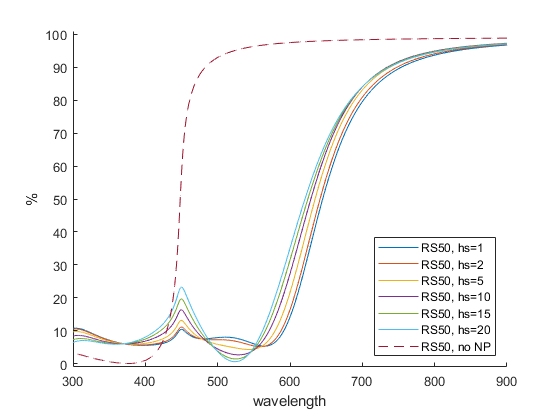 100
90
80
70
60
50
40
30
20
10
0
%
300 400 500 600 700 800 900
wavelength
RS50, hs=1
RS50, hs=2
RS50, hs=5
RS50, hs=10
RS50, hs=15
RS50, hs=20
RS50, no NP